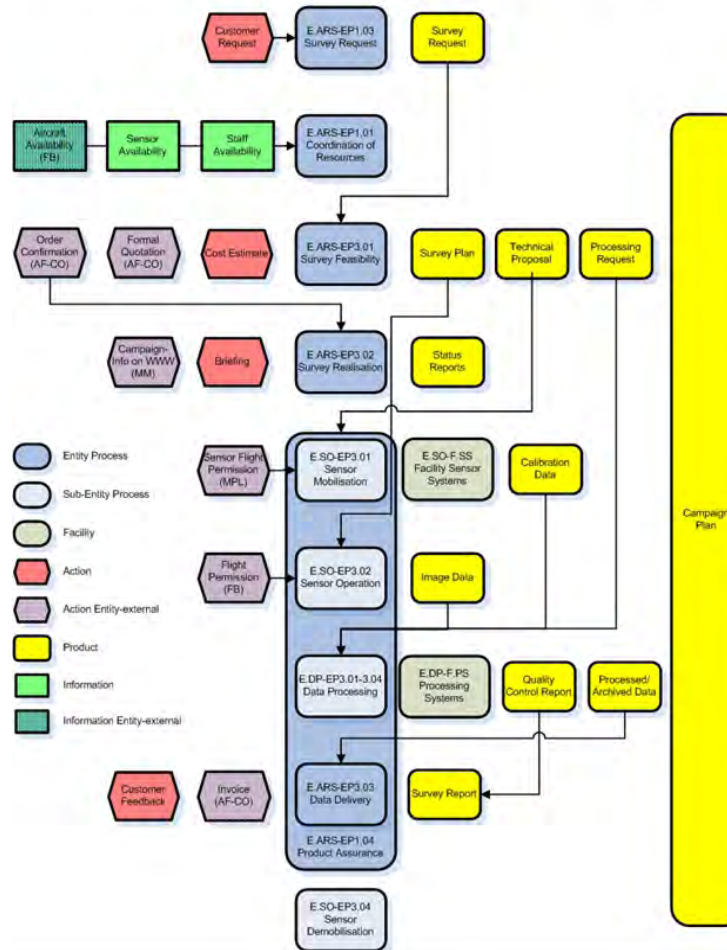 Customer
Request
E.ARS-EP1.03
Survey Request
Survey
Request
Aircraft
Availability
(FB)
Sensor
Availability
Staff
Availability
E.ARS-EP1.01
Coordination of
Resources
Order
Confirmation
(AF-CO)
Formal
Quotation
(AF-CO)
Cost Estimate
E.ARS-EP3.01
Survey Feasibility
Survey Plan
Technical
Proposal
Processing
Request
Campaign-
Info on WWW
(MM)
Briefing
E.ARS-EP3.02
Survey Realisation
Status
Reports
Entity Process
Sub-Entity Process
Facility
Action
Action Entity-external
Product
Information
Information Entity-external
Sensor Flight
Permission
(MPL)
E.SO-EP3.01
Sensor
Mobilisation
E.SO-F.SS
Facility Sensor
Systems
Calibration
Data
Campaign
Plan
Flight
Permission
(FB)
E.SO-EP3.02
Sensor Operation
Image Data
E.DP-EP3.01-3.04
Data Processing
E.DP-F.PS
Processing
Systems
Quality
Control Report
Processed/
Archived Data
Customer
Feedback
Invoice
(AF-CO)
E.ARS-EP3.03
Data Delivery
Survey Report
E.ARS-EP1.04
Product Assurance
E.SO-EP3.04
Sensor
Demobilisation